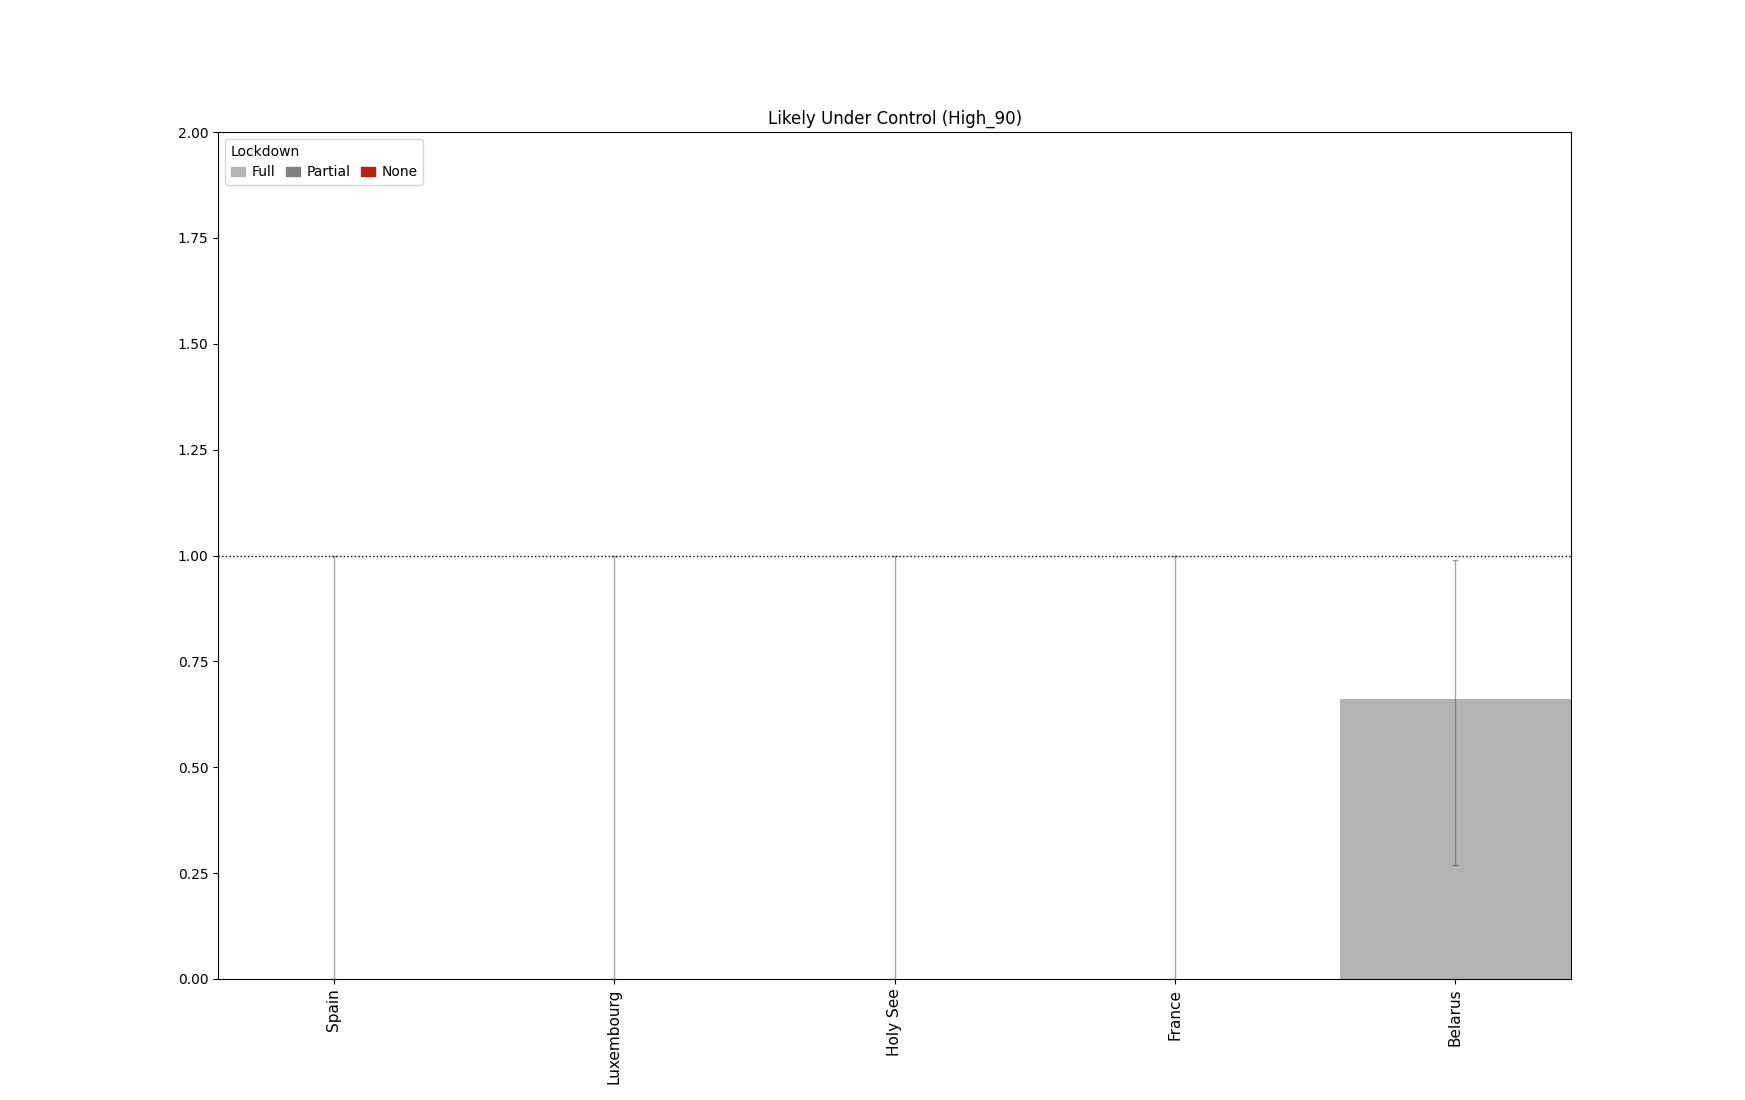 Likely Under Control (High_90)
2.00
Lockdown
Full Partial None
1.75
1.50
1.25
1.00
0.75
0.50
0.25
0.00
Spain
Luxembourg
Holy See
France
Belarus